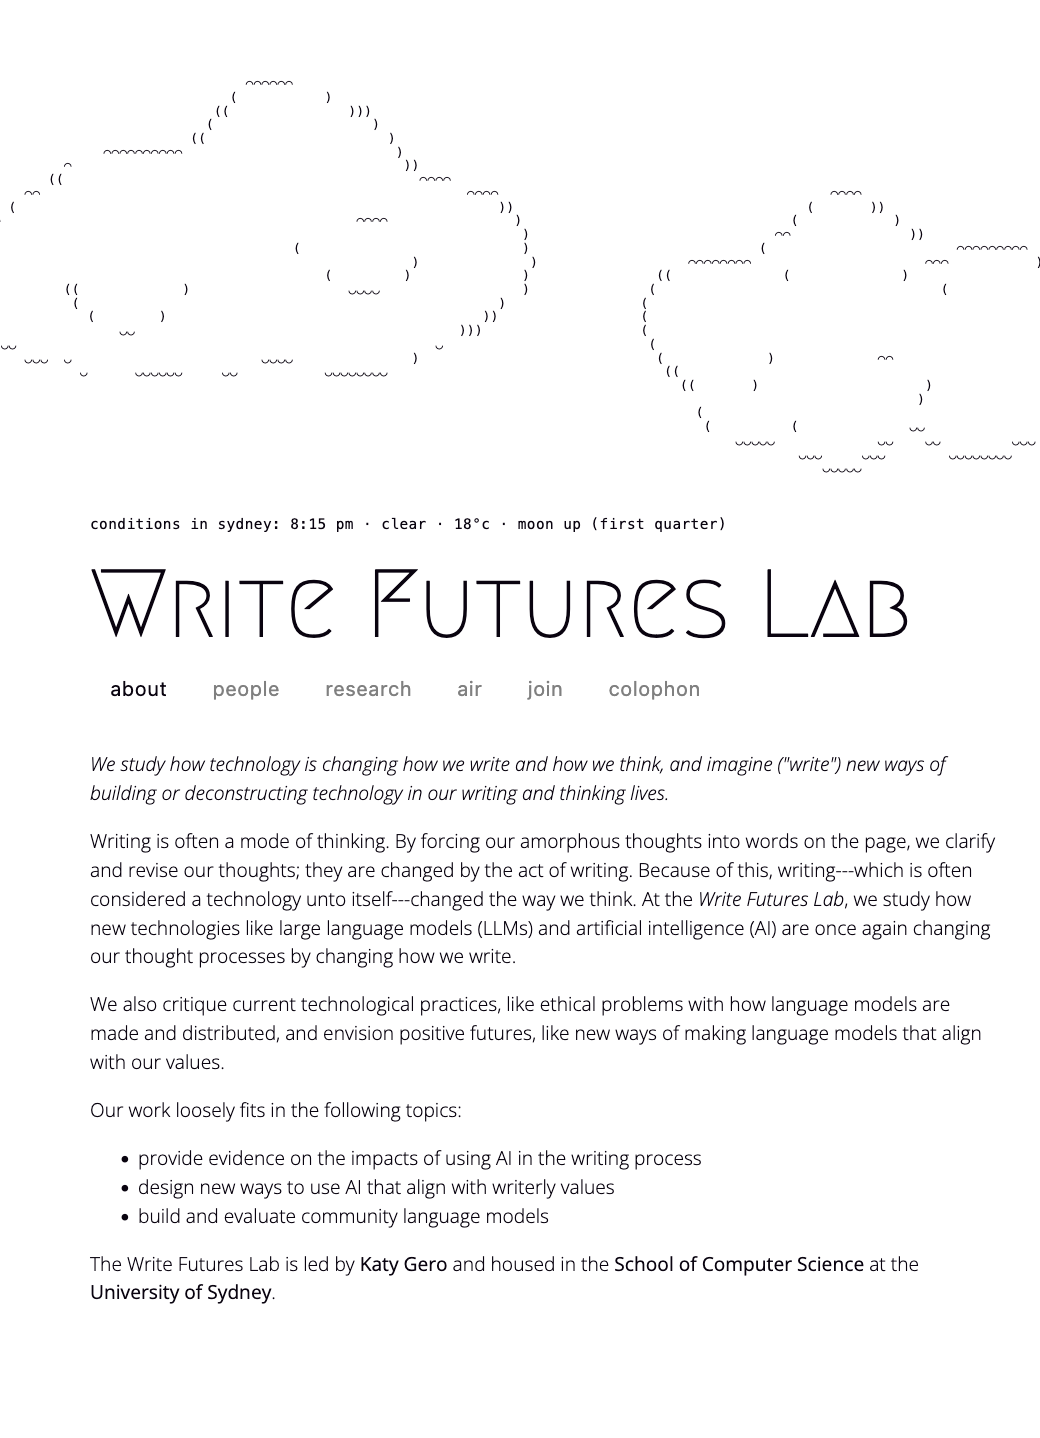 conditions in sydney: 8:15 pm · clear · 18°c · moon up (first quarter)
Write Futures Lab
about people research air join colophon
We study how technology is changing how we write and how we think, and imagine ("write") new ways of
building or deconstructing technology in our writing and thinking lives.
Writing is often a mode of thinking. By forcing our amorphous thoughts into words on the page, we clarify
and revise our thoughts; they are changed by the act of writing. Because of this, writing---which is often
considered a technology unto itself---changed the way we think. At the Write Futures Lab, we study how
new technologies like large language models (LLMs) and artificial intelligence (AI) are once again changing
our thought processes by changing how we write.
We also critique current technological practices, like ethical problems with how language models are
made and distributed, and envision positive futures, like new ways of making language models that align
with our values.
Our work loosely fits in the following topics:
• provide evidence on the impacts of using AI in the writing process
• design new ways to use AI that align with writerly values
• build and evaluate community language models
The Write Futures Lab is led by Katy Gero and housed in the School of Computer Science at the
University of Sydney.